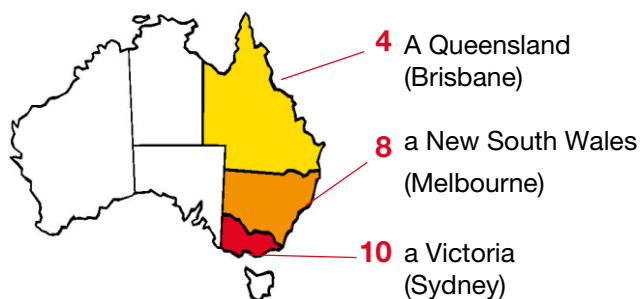 4 A Queensland
(Brisbane)
8 a New South Wales
(Melbourne)
10 a Victoria
(Sydney)